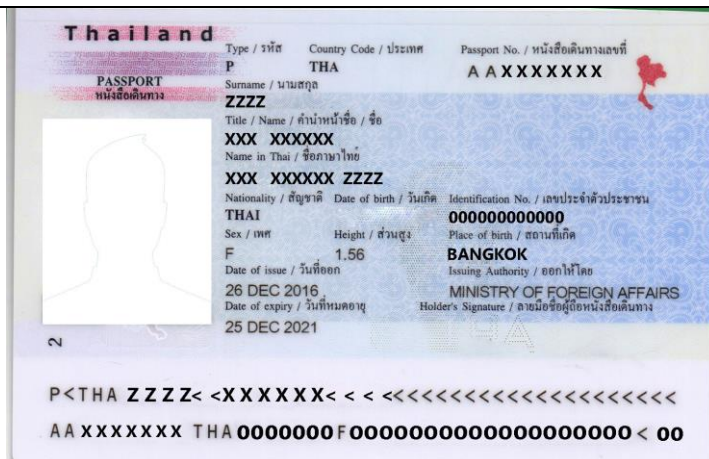 Thailand
PASSPORT
หนังสือเดินทาง
Type / รหัส Country Code / ประเทศ Passport No. / หนังสือเดินทางเลขที่
P THA AAXXXXXXX
Surname / นามสกุล
ZZZZ
Title / Name / คำนำหน้าชื่อ / ชื่อ
XXX XXXXXX
Name in Thai / ชื่อภาษาไทย
XXX XXXXXX ZZZZ
Nationality / สัญชาติ Date of birth / วันเกิด Identification No. / เลขประจำตัวประชาชน
THAI 000000000000
Sex / เพศ Height / ส่วนสูง Place of birth / สถานที่เกิด
F 1.56 BANGKOK
Date of issue / วันที่ออก Issuing Authority / ออกให้โดย
26 DEC 2016 MINISTRY OF FOREIGN AFFAIRS
Date of expiry / วันที่หมดอายุ Holder's Signature / ลายมือชื่อผู้ถือหนังสือเดินทาง
25 DEC 2021
2
P<THA ZZZZ< <XXXXXX< < < <<<<<<<<<<<<<<<<<<<<<
AA XXXXXXX THA 0000000 F 0000000000000000000000 < 00